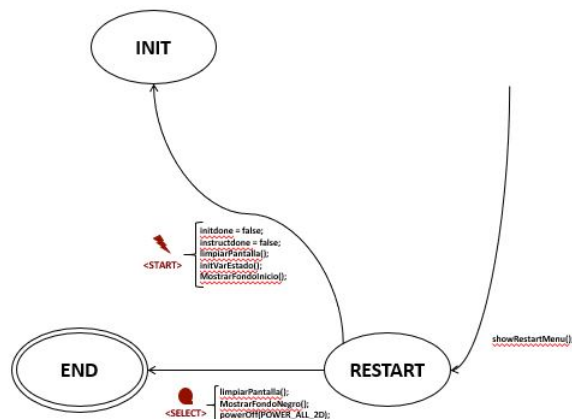 INIT
initdone = false;
instructdone = false;
limpiarPantalla();
initVarEstado();
MostrarFondoInicio();
<START>
showRestartMenu();
END
RESTART
limpiarPantalla();
MostrarFondoNegro();
powerOff(POWER_ALL_2D);
<SELECT>